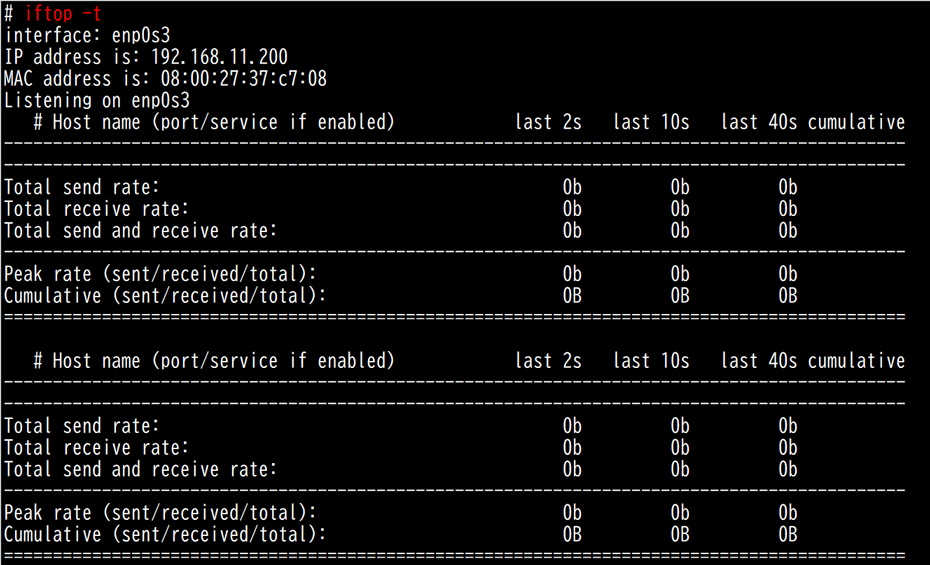 # iftop -t
interface: enp0s3
IP address is: 192.168.11.200
MAC address is: 08:00:27:37:c7:08
Listening on enp0s3
   # Host name (port/service if enabled)            last 2s   last 10s   last 40s cumulative
--------------------------------------------------------------------------------------------
--------------------------------------------------------------------------------------------
Total send rate:                                         0b         0b         0b
Total receive rate:                                      0b         0b         0b
Total send and receive rate:                             0b         0b         0b
--------------------------------------------------------------------------------------------
Peak rate (sent/received/total):                         0b         0b         0b
Cumulative (sent/received/total):                        0B         0B         0B
============================================================================================
   # Host name (port/service if enabled)            last 2s   last 10s   last 40s cumulative
--------------------------------------------------------------------------------------------
--------------------------------------------------------------------------------------------
Total send rate:                                         0b         0b         0b
Total receive rate:                                      0b         0b         0b
Total send and receive rate:                             0b         0b         0b
--------------------------------------------------------------------------------------------
Peak rate (sent/received/total):                         0b         0b         0b
Cumulative (sent/received/total):                        0B         0B         0B
============================================================================================